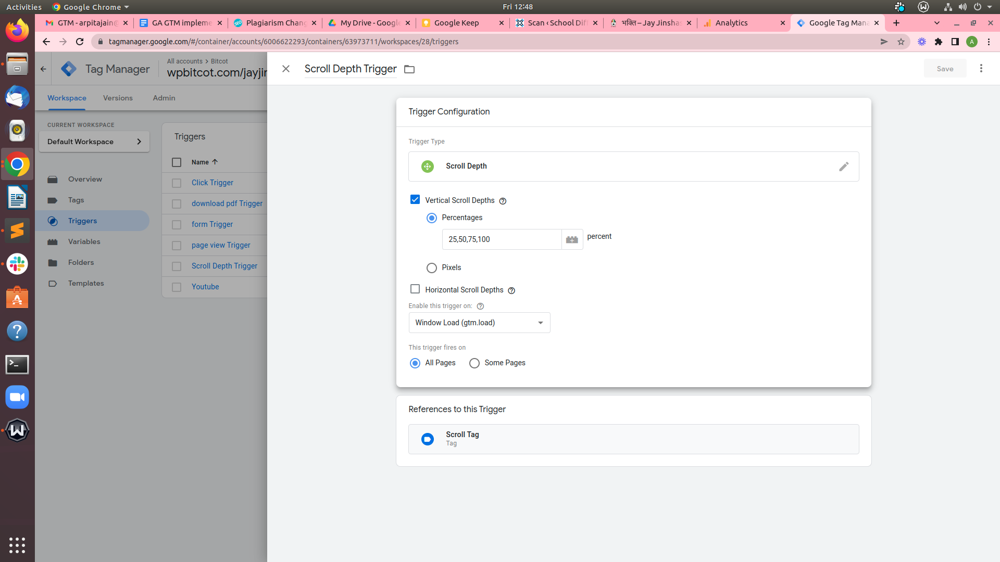 Activities
Google Chrome
Fri 12:48
GTM - arpitajain@
GA GTM impleme
Plagiarism Chan
My Drive - Google
Google Keep
Scan ‹ School Diff
भक्ति – Jay Jinshas
Analytics
Google Tag Mana
tagmanager.google.com/#/container/accounts/6006622293/containers/63973711/workspaces/28/triggers
A
Tag Manager
All accounts > Bitcot
wpbitcot.com/jayjin
Scroll Depth Trigger
Save
Workspace
Versions
Admin
CURRENT WORKSPACE
Default Workspace
Overview
Tags
Triggers
Variables
Folders
Templates
Triggers
Name
Click Trigger
download pdf Trigger
form Trigger
page view Trigger
Scroll Depth Trigger
Youtube
Trigger Configuration
Trigger Type
Scroll Depth
Vertical Scroll Depths
Percentages
25,50,75,100
percent
Pixels
Horizontal Scroll Depths
Enable this trigger on:
Window Load (gtm.load)
This trigger fires on
All Pages
Some Pages
References to this Trigger
Scroll Tag
Tag